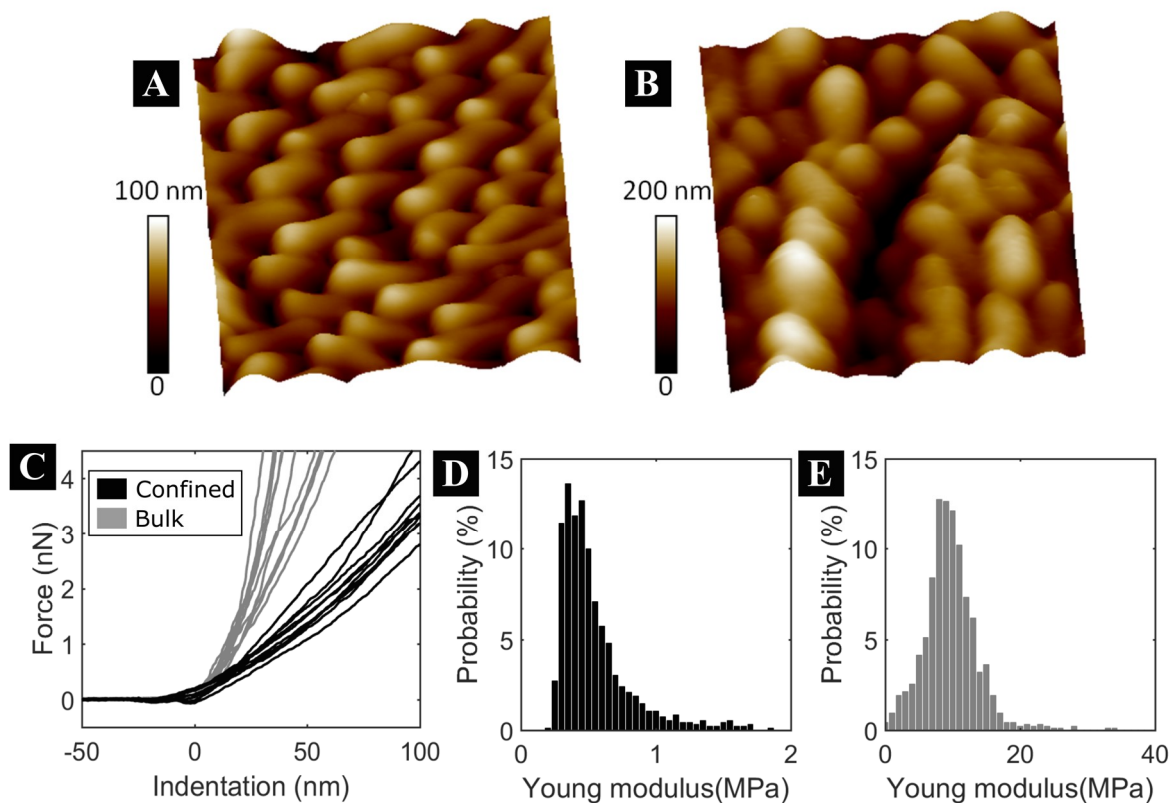 A
B
100 nm
0
200 nm
0
C
Confined
Bulk
4
3
2
1
0
Force (nN)
-50
0
50
100
Indentation (nm)
D
15
10
5
0
Probability (%)
0
1
2
Young modulus(MPa)
E
15
10
5
0
Probability (%)
0
20
40
Young modulus(MPa)